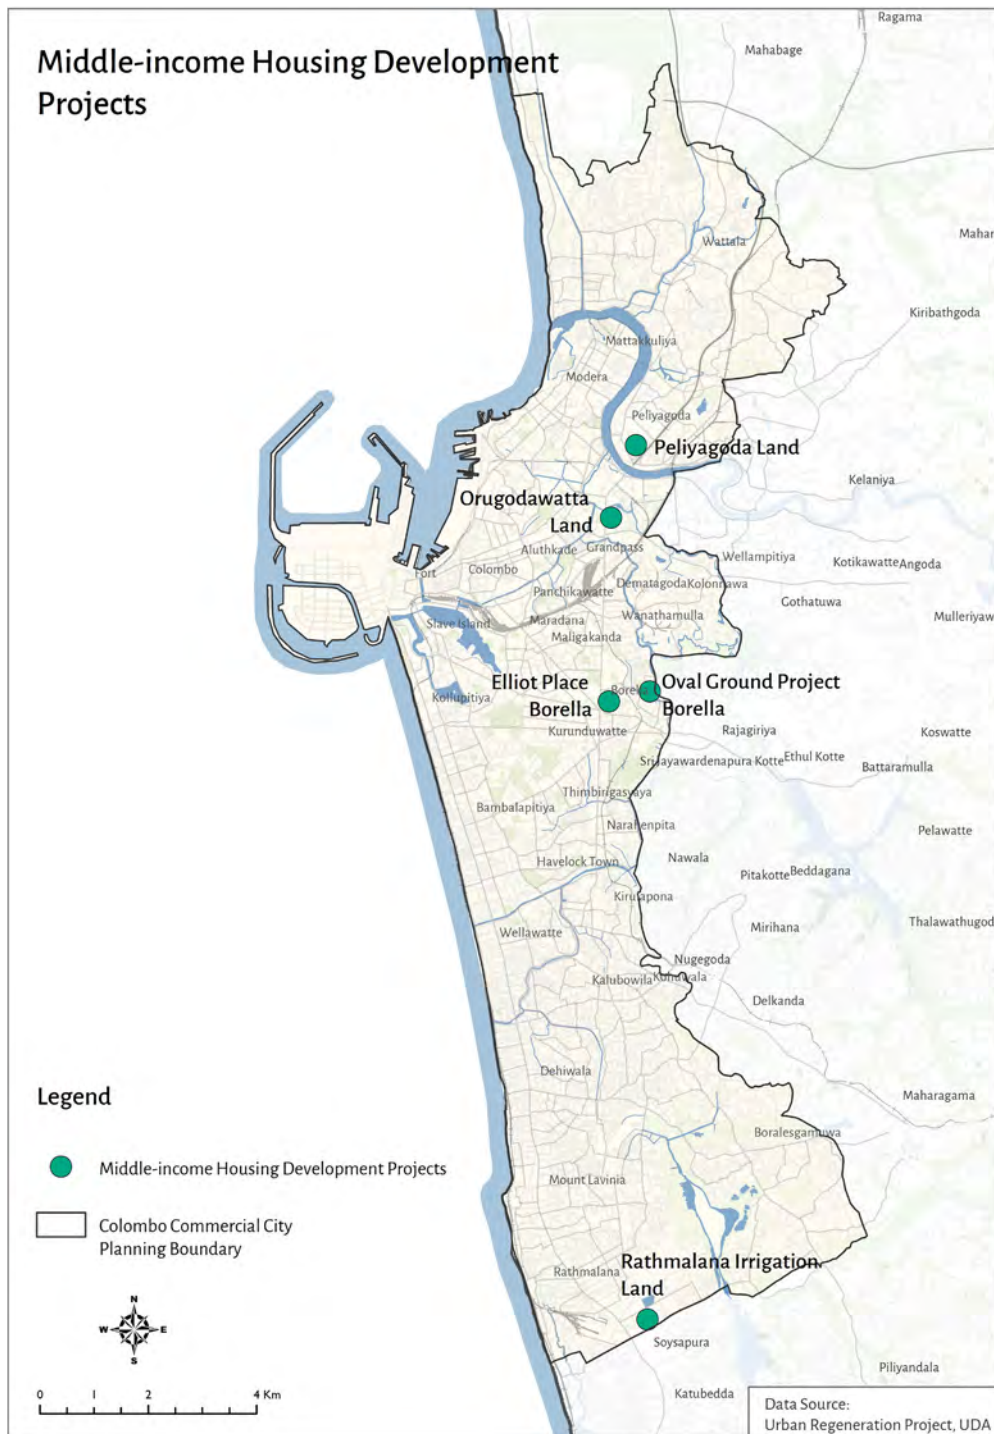 Ragama
Mahabage
Middle-income Housing Development
Projects
Mahar
Wattala
Kiribathgoda
Mattakkuliya
Modera
Peliyagoda
Peliyagoda Land
Kelaniya
Orugodawatta
Land
Aluthkade
Grandpass
Wellampitiya
Kotikawatte
Angoda
Fort
Colombo
Panchikawatte
Dematagoda
Kolonnawa
Gothatuwa
Mulleriyaw
Slave Island
Maradana
Wanathamulla
Maligakanda
Elliot Place
Borella
Borella
Oval Ground Project
Borella
Kollupitiya
Kurunduwatte
Rajagiriya
Koswatte
Sri Jayawardenapura Kotte
Ethul Kotte
Battaramulla
Thimbirigasyaya
Bambalapitiya
Narahenpita
Pelawatte
Havelock Town
Nawala
Pitakotte
Beddagana
Kirulapona
Mirihana
Thalawathugod
Wellawatte
Nugegoda
Kalubowila
Kohuwala
Delkanda
Dehiwala
Maharagama
Boralesgamuwa
Mount Lavinia
Rathmalana
Rathmalana Irrigation
Land
Soysapura
Piliyandala
Katubedda
Legend
Middle-income Housing Development Projects
Colombo Commercial City
Planning Boundary
N
W E
S
0 1 2 4 Km
Data Source:
Urban Regeneration Project, UDA